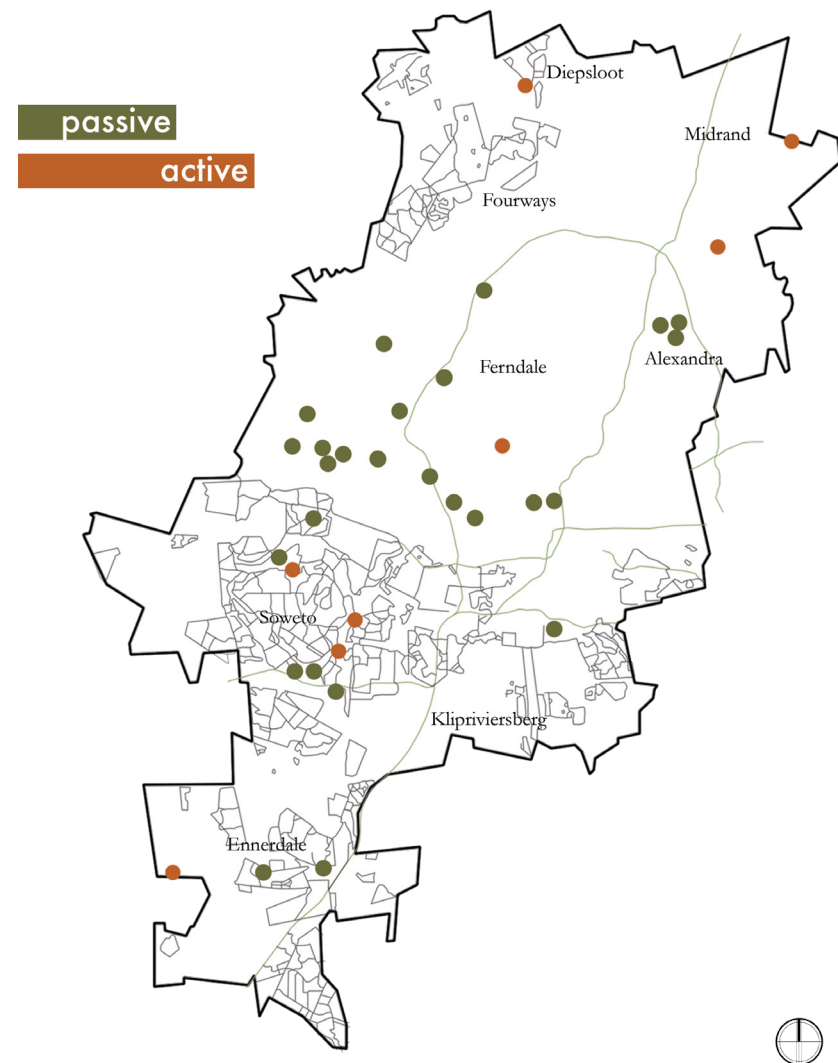 Diepsloot
passive
Midrand
active
Fourways
Ferndale
Alexandra
Soweto
Klipriviersberg
Ennerdale